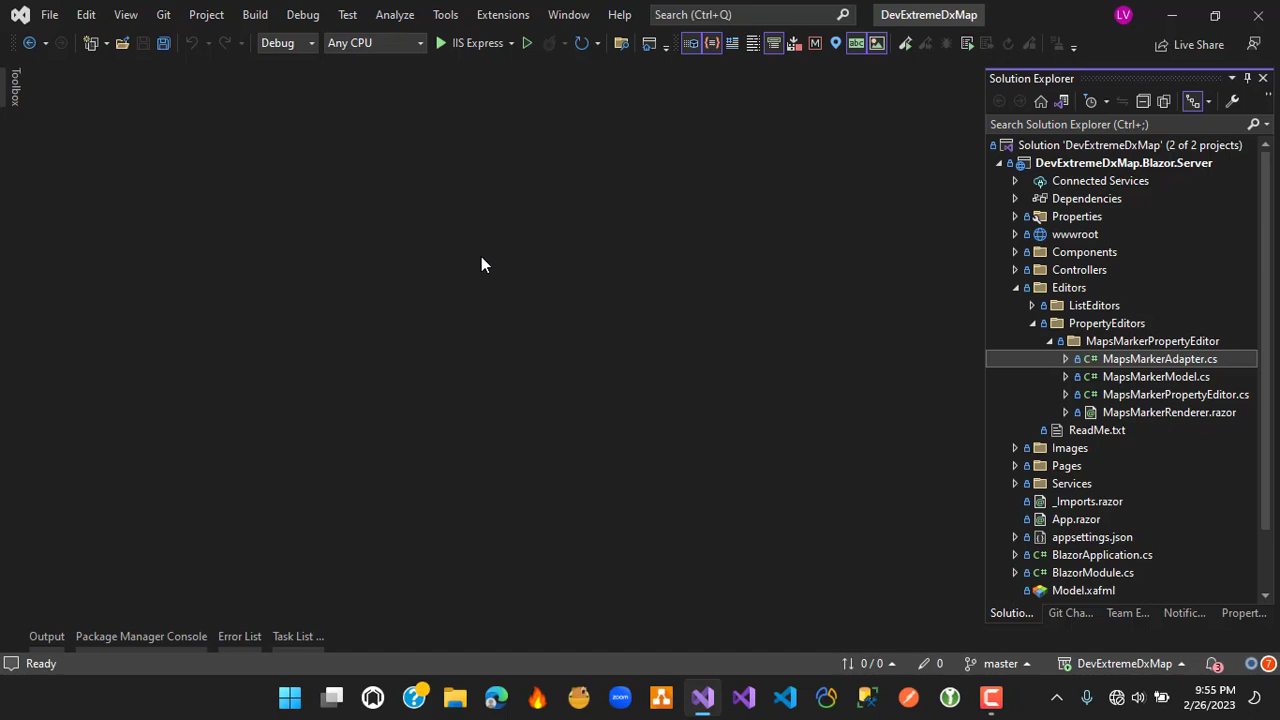 File Edit View Git Project Build Debug Test Analyze Tools Extensions Window Help Search (Ctrl+Q) DevExtremeDxMap LV
Debug Any CPU IIS Express Live Share
Toolbox
Solution Explorer
Search Solution Explorer (Ctrl+;)
Solution 'DevExtremeDxMap' (2 of 2 projects)
DevExtremeDxMap.Blazor.Server
Connected Services
Dependencies
Properties
wwwroot
Components
Controllers
Editors
ListEditors
PropertyEditors
MapsMarkerPropertyEditor
C# MapsMarkerAdapter.cs
C# MapsMarkerModel.cs
C# MapsMarkerPropertyEditor.cs
MapsMarkerRenderer.razor
ReadMe.txt
Images
Pages
Services
_Imports.razor
App.razor
appsettings.json
C# BlazorApplication.cs
C# BlazorModule.cs
Model.xafml
Solutio... Git Cha... Team E... Notific... Propert...
Output Package Manager Console Error List Task List ...
Ready 0 / 0 0 master DevExtremeDxMap 3 7
zoom
9:55 PM
2/26/2023